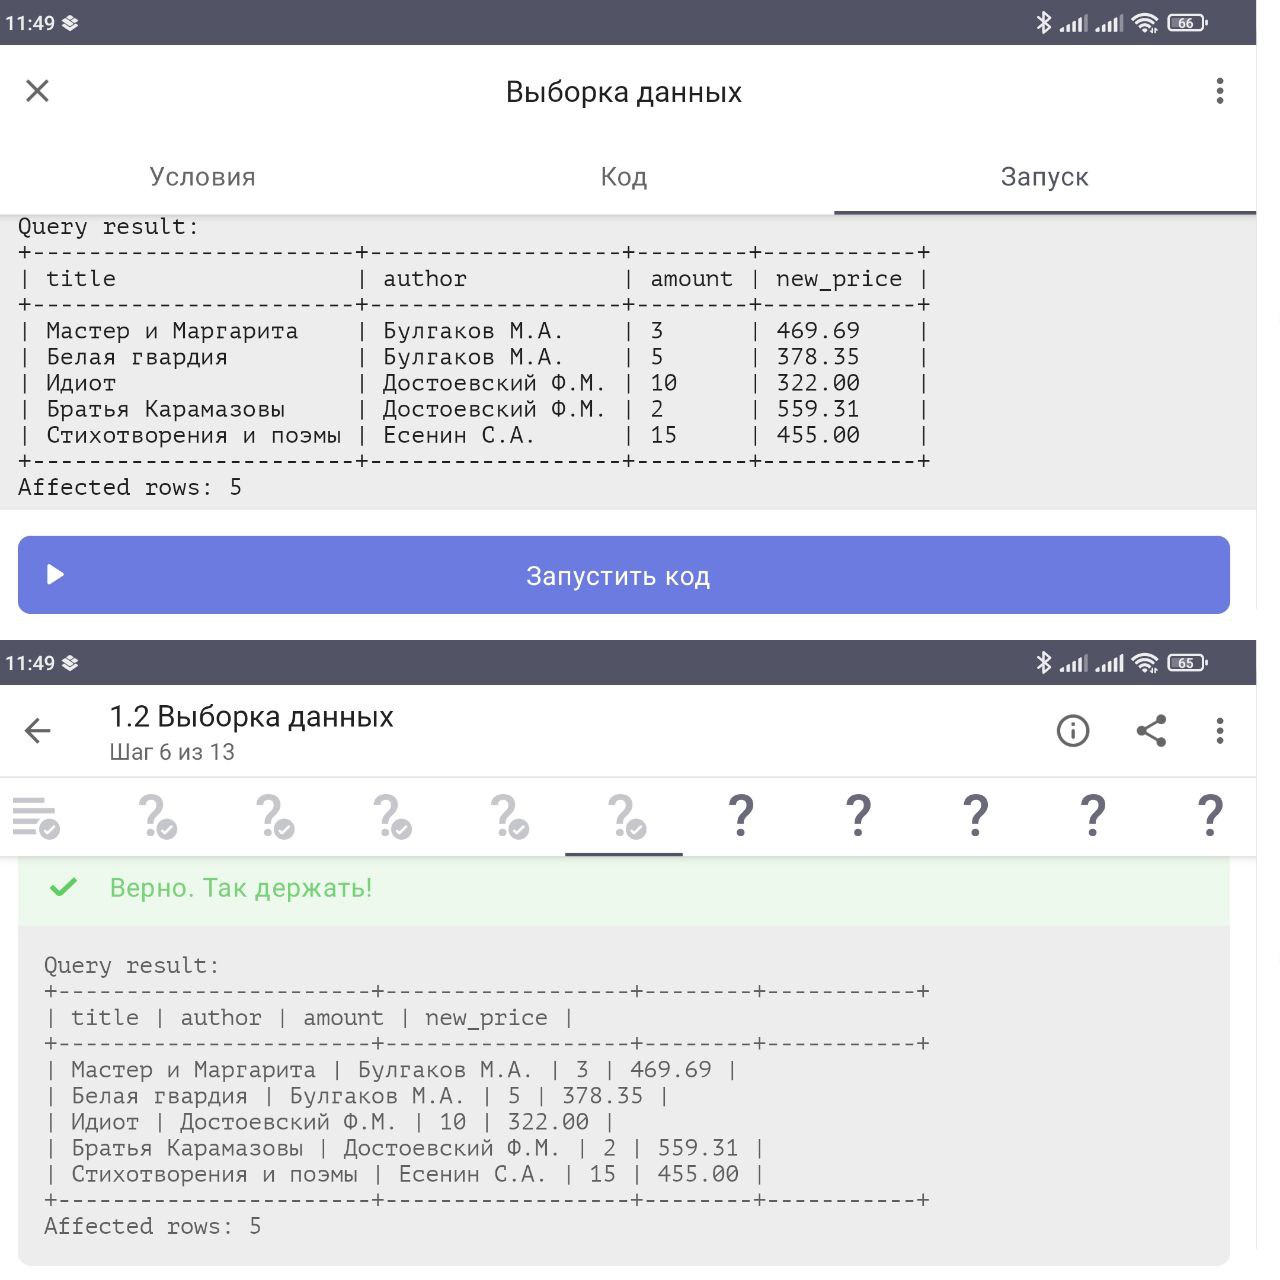 11:49 66
Выборка данных
Условия Код Запуск
Query result:
+-----------------------+------------------+--------+-----------+
| title                 | author           | amount | new_price |
+-----------------------+------------------+--------+-----------+
| Мастер и Маргарита    | Булгаков М.А.    | 3      | 469.69    |
| Белая гвардия         | Булгаков М.А.    | 5      | 378.35    |
| Идиот                 | Достоевский Ф.М. | 10     | 322.00    |
| Братья Карамазовы     | Достоевский Ф.М. | 2      | 559.31    |
| Стихотворения и поэмы | Есенин С.А.      | 15     | 455.00    |
+-----------------------+------------------+--------+-----------+
Affected rows: 5
Запустить код
11:49 65
1.2 Выборка данных
Шаг 6 из 13
? ? ? ? ? ? ? ? ? ?
Верно. Так держать!
Query result:
+-----------------------+------------------+--------+-----------+
| title | author | amount | new_price |
+-----------------------+------------------+--------+-----------+
| Мастер и Маргарита | Булгаков М.А. | 3 | 469.69 |
| Белая гвардия | Булгаков М.А. | 5 | 378.35 |
| Идиот | Достоевский Ф.М. | 10 | 322.00 |
| Братья Карамазовы | Достоевский Ф.М. | 2 | 559.31 |
| Стихотворения и поэмы | Есенин С.А. | 15 | 455.00 |
+-----------------------+------------------+--------+-----------+
Affected rows: 5